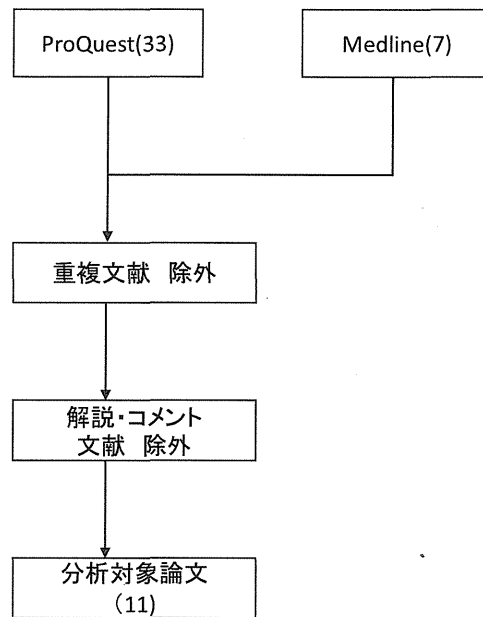 ProQuest(33)
Medline(7)
重複文献 除外
解説・コメント
文献 除外
分析対象論文
(11)